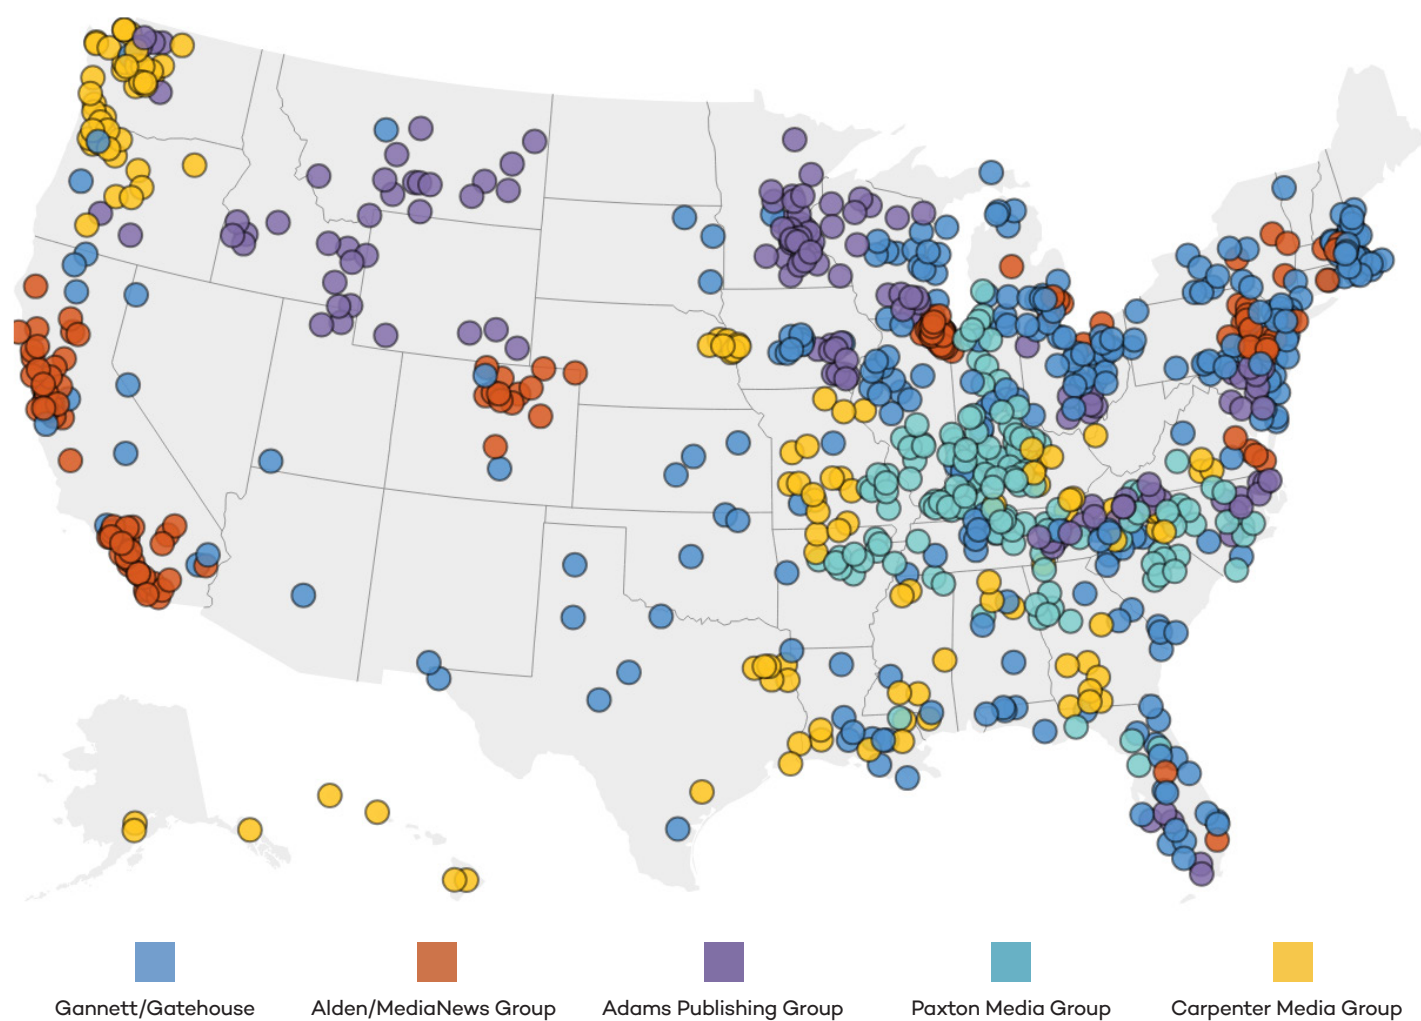 Gannett/Gatehouse
Alden/MediaNews Group
Adams Publishing Group
Paxton Media Group
Carpenter Media Group